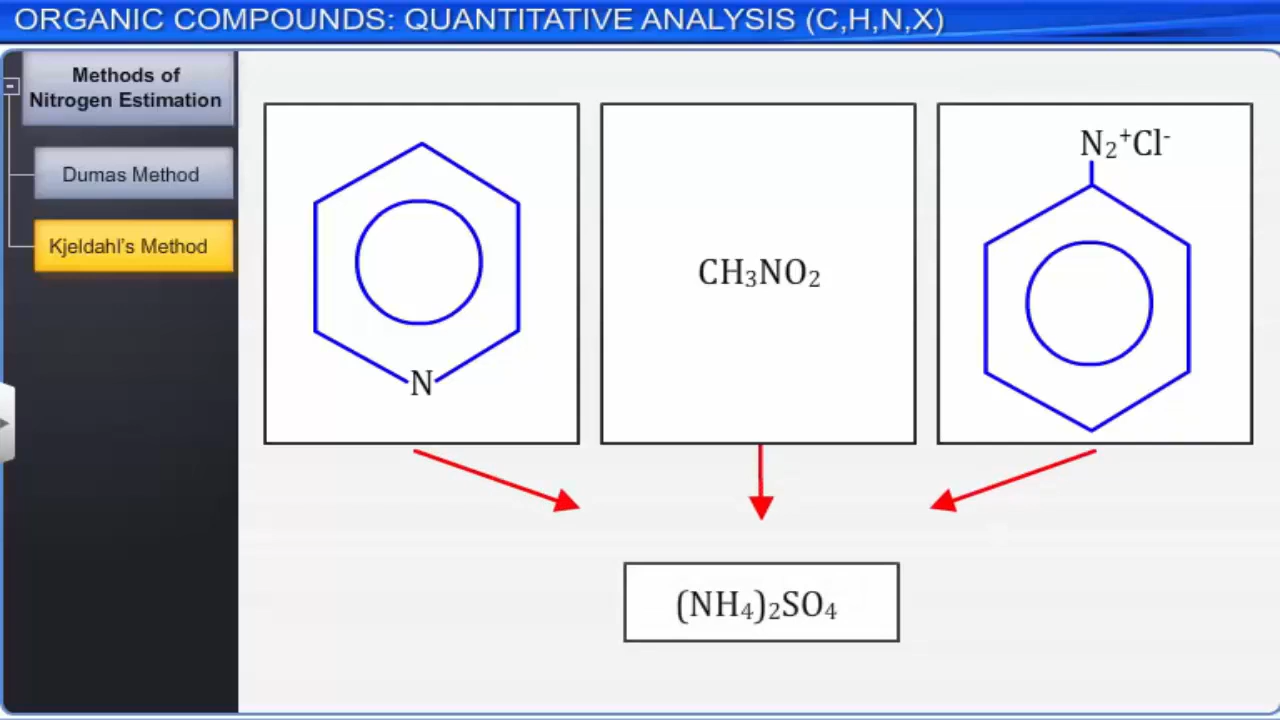 ORGANIC COMPOUNDS: QUANTITATIVE ANALYSIS (C,H,N,X)
Methods of
Nitrogen Estimation
Dumas Method
Kjeldahl's Method
N
CH₃NO₂
N₂⁺Cl⁻
(NH₄)₂SO₄